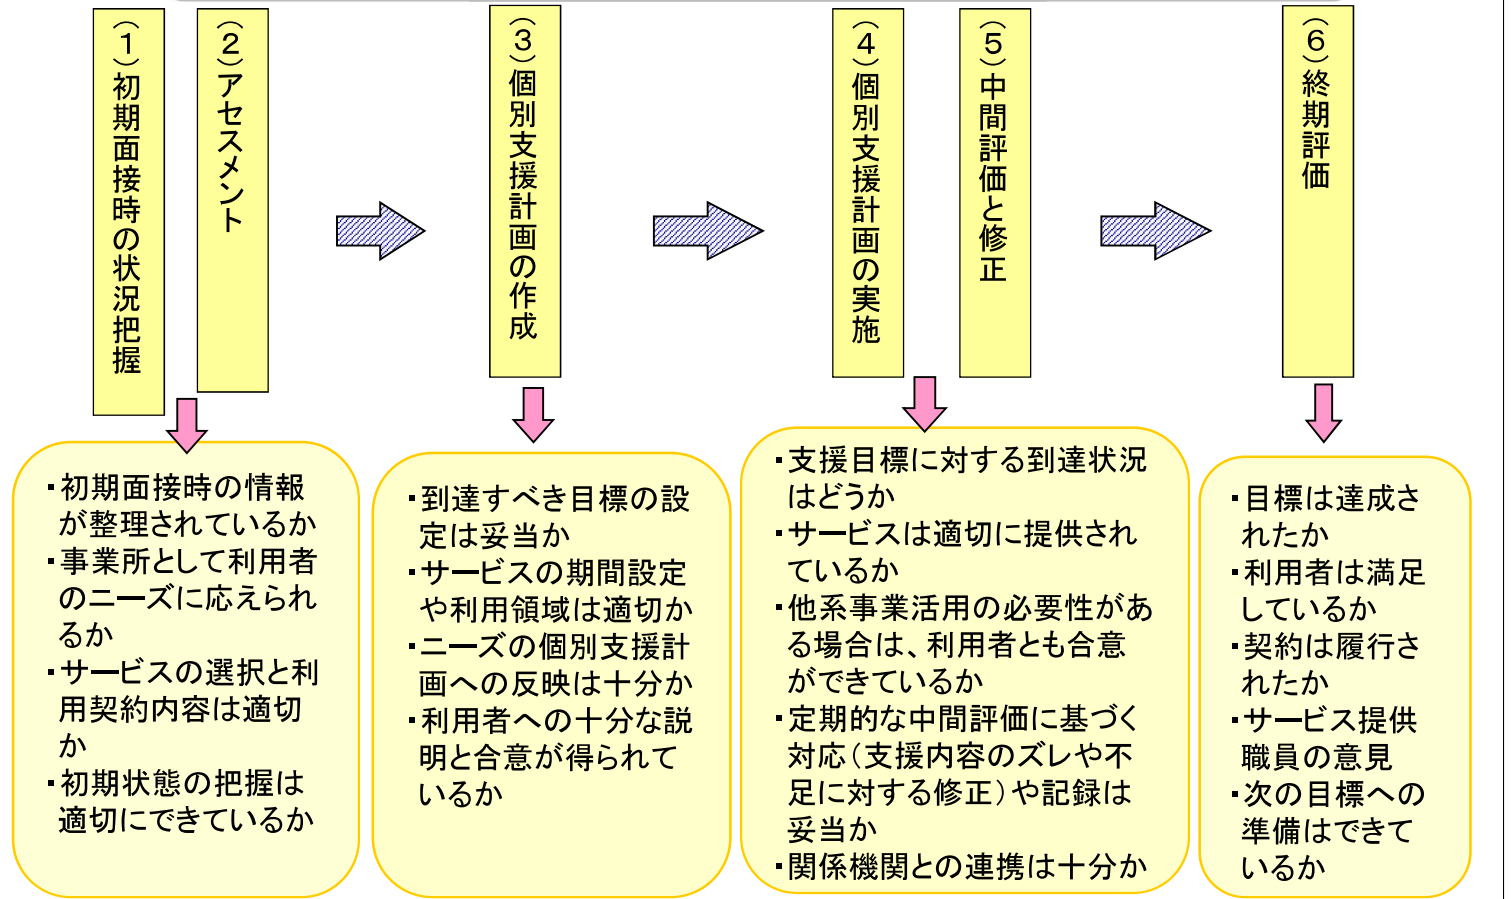 （1）初期面接時の状況把握
（2）アセスメント
（3）個別支援計画の作成
（4）個別支援計画の実施
（5）中間評価と修正
（6）終期評価
・初期面接時の情報
が整理されているか
・事業所として利用者
のニーズに応えられ
るか
・サービスの選択と利
用契約内容は適切
か
・初期状態の把握は
適切にできているか
・到達すべき目標の設
定は妥当か
・サービスの期間設定
や利用領域は適切か
・ニーズの個別支援計
画への反映は十分か
・利用者への十分な説
明と合意が得られて
いるか
・支援目標に対する到達状況
はどうか
・サービスは適切に提供され
ているか
・他系事業活用の必要性があ
る場合は、利用者とも合意
ができているか
・定期的な中間評価に基づく
対応（支援内容のズレや不
足に対する修正）や記録は
妥当か
・関係機関との連携は十分か
・目標は達成さ
れたか
・利用者は満足
しているか
・契約は履行さ
れたか
・サービス提供
職員の意見
・次の目標への
準備はできて
いるか